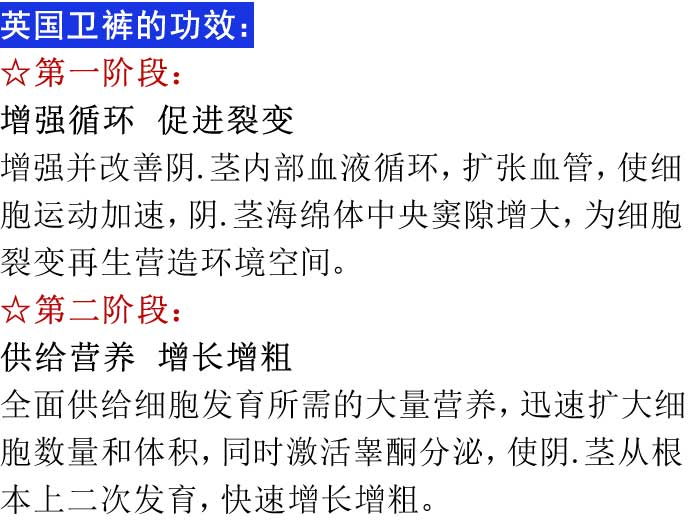 英国卫裤的功效：
☆第一阶段：
增强循环 促进裂变
增强并改善阴.茎内部血液循环，扩张血管，使细
胞运动加速，阴.茎海绵体中央窦隙增大，为细胞
裂变再生营造环境空间。
☆第二阶段：
供给营养 增长增粗
全面供给细胞发育所需的大量营养，迅速扩大细
胞数量和体积，同时激活睾酮分泌，使阴.茎从根
本上二次发育，快速增长增粗。